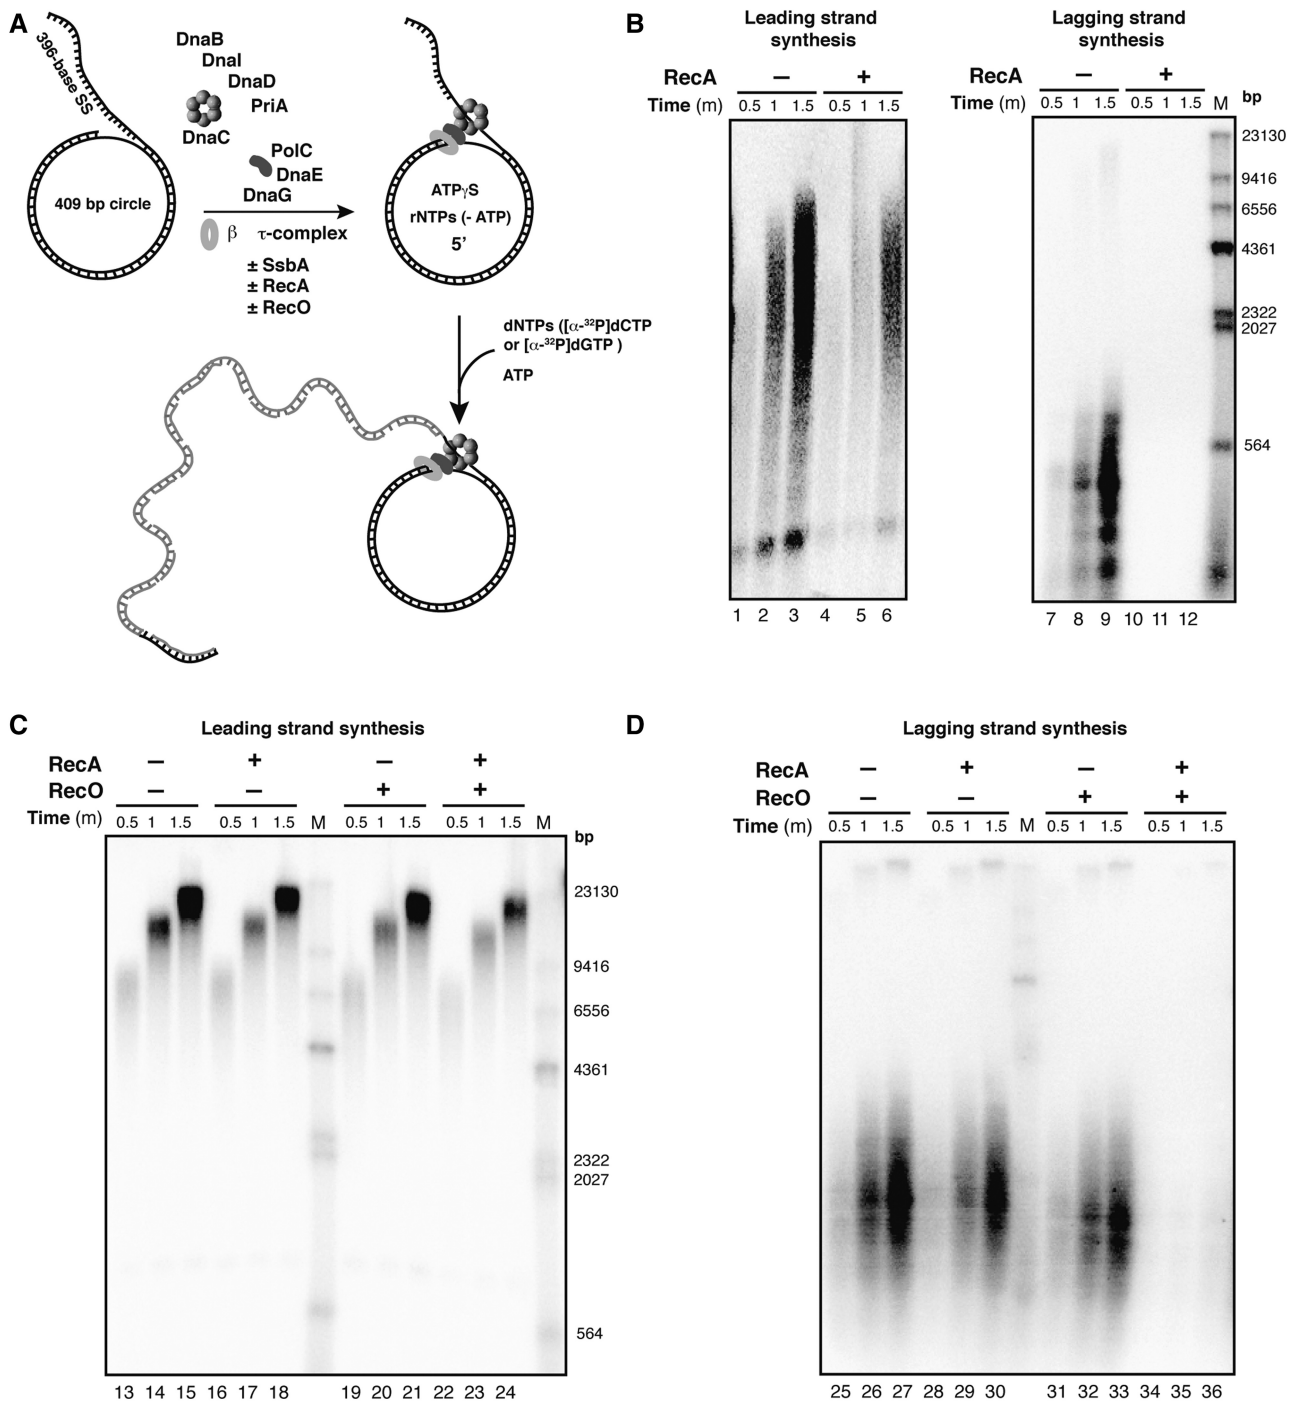 A
396-base SS
DnaB
DnaI
DnaD
PriA
DnaC
PolC
DnaE
DnaG
β τ-complex
± SsbA
± RecA
± RecO
409 bp circle
ATPγS
rNTPs (- ATP)
5’
dNTPs ([α-³²P]dCTP
or [α-³²P]dGTP )
ATP
B
Leading strand
synthesis
RecA – +
Time (m) 0.5 1 1.5 0.5 1 1.5
1 2 3 4 5 6
Lagging strand
synthesis
RecA – +
Time (m) 0.5 1 1.5 0.5 1 1.5 M bp
23130
9416
6556
4361
2322
2027
564
7 8 9 10 11 12
C
Leading strand synthesis
RecA – + – +
RecO – – + +
Time (m) 0.5 1 1.5 0.5 1 1.5 M 0.5 1 1.5 0.5 1 1.5 M
bp
23130
9416
6556
4361
2322
2027
564
13 14 15 16 17 18 19 20 21 22 23 24
D
Lagging strand synthesis
RecA – + – +
RecO – – + +
Time (m) 0.5 1 1.5 0.5 1 1.5 M 0.5 1 1.5 0.5 1 1.5
25 26 27 28 29 30 31 32 33 34 35 36